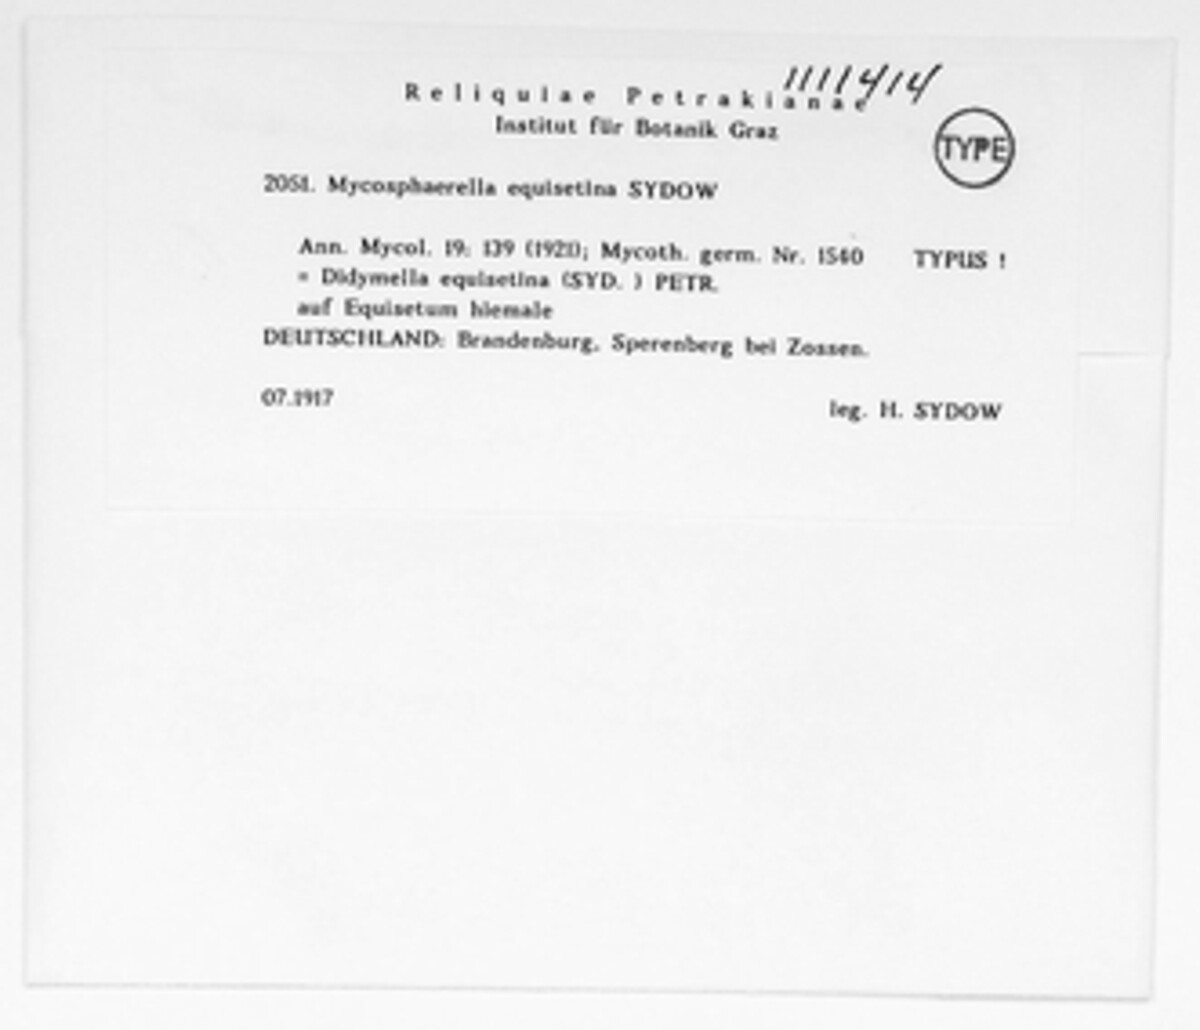 1111414
Reliquiae Petrakianae
Institut für Botanik Graz
TYPE
2051. Mycosphaerella equisetina SYDOW
Ann. Mycol. 19: 139 (1921); Mycoth. germ. Nr. 1540 TYPUS !
= Didymella equisetina (SYD. ) PETR.
auf Equisetum hiemale
DEUTSCHLAND: Brandenburg, Sperenberg bei Zossen.
07.1917 leg. H. SYDOW